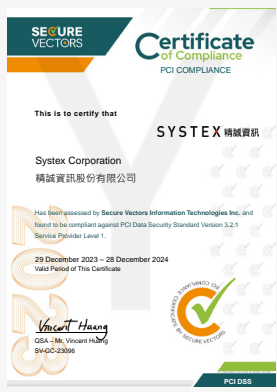 SECURE
VECTORS
Certificate
of Compliance
PCI COMPLIANCE
This is to certify that
SYSTEX 精誠資訊
Systex Corporation
精誠資訊股份有限公司
Has been assessed by Secure Vectors Information Technologies Inc. and
found to be compliant against PCI Data Security Standard Version 3.2.1
Service Provider Level 1.
29 December 2023 – 28 December 2024
Valid Period of This Certificate
2023
Vincent Huang
QSA – Mr. Vincent Huang
SV-GC-23096
PCI COMPLIANCE
CERTIFICATE BY SECURE VECTORS
PCI DSS